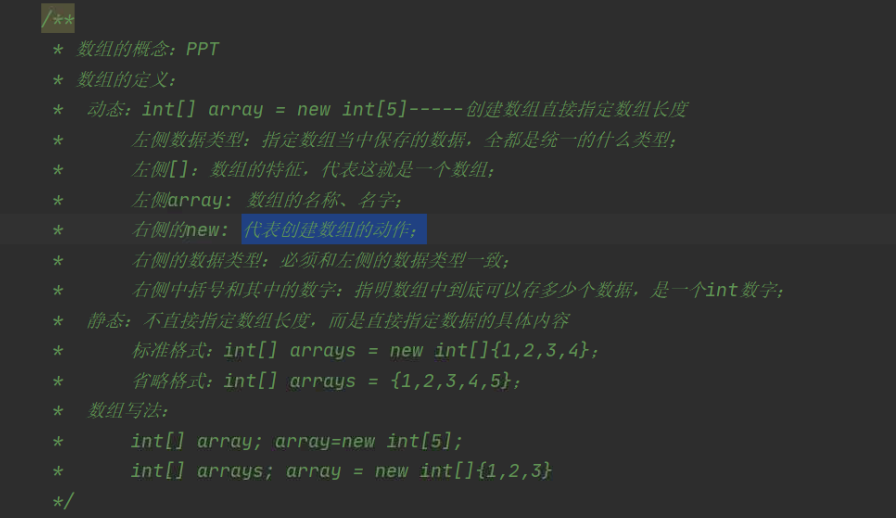 /**
* 数组的概念：PPT
* 数组的定义：
* 动态：int[] array = new int[5]-----创建数组直接指定数组长度
* 左侧数据类型：指定数组当中保存的数据，全都是统一的什么类型；
* 左侧[]：数组的特征，代表这就是一个数组；
* 左侧array: 数组的名称、名字；
* 右侧的new: 代表创建数组的动作；
* 右侧的数据类型：必须和左侧的数据类型一致；
* 右侧中括号和其中的数字：指明数组中到底可以存多少个数据，是一个int数字；
* 静态：不直接指定数组长度，而是直接指定数据的具体内容
* 标准格式：int[] arrays = new int[]{1,2,3,4}；
* 省略格式：int[] arrays = {1,2,3,4,5}；
* 数组写法：
* int[] array; array=new int[5];
* int[] arrays; array = new int[]{1,2,3}
*/